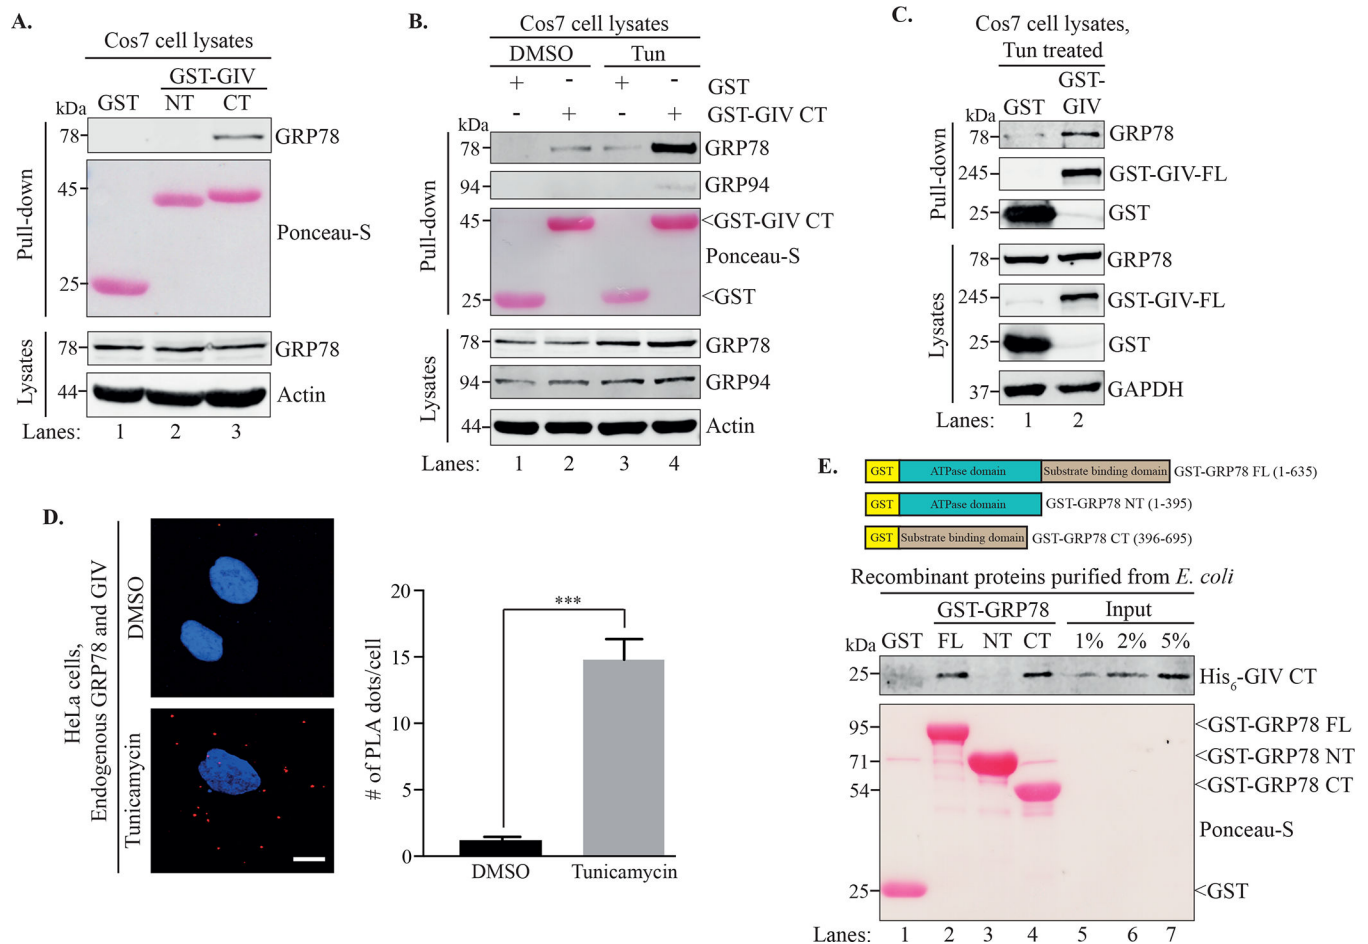 A.
Cos7 cell lysates
GST-GIV
kDa GST NT CT
Pull-down
78 GRP78
45
Ponceau-S
25
Lysates
78 GRP78
44 Actin
Lanes: 1 2 3
B.
Cos7 cell lysates
DMSO Tun
+ - + - GST
- + - + GST-GIV CT
kDa
Pull-down
78 GRP78
94 GRP94
45 <GST-GIV CT
Ponceau-S
25 <GST
Lysates
78 GRP78
94 GRP94
44 Actin
Lanes: 1 2 3 4
C.
Cos7 cell lysates,
Tun treated
GST-
kDa GST GIV
Pull-down
78 GRP78
245 GST-GIV-FL
25 GST
Lysates
78 GRP78
245 GST-GIV-FL
25 GST
37 GAPDH
Lanes: 1 2
D.
HeLa cells,
Endogenous GRP78 and GIV
DMSO
Tunicamycin
# of PLA dots/cell
20
15
10
5
0
***
DMSO Tunicamycin
E.
GST ATPase domain Substrate binding domain GST-GRP78 FL (1-635)
GST ATPase domain GST-GRP78 NT (1-395)
GST Substrate binding domain GST-GRP78 CT (396-695)
Recombinant proteins purified from E. coli
GST-GRP78 Input
kDa GST FL NT CT 1% 2% 5%
25 His6-GIV CT
95 <GST-GRP78 FL
71 <GST-GRP78 NT
54 <GST-GRP78 CT
Ponceau-S
25 <GST
Lanes: 1 2 3 4 5 6 7